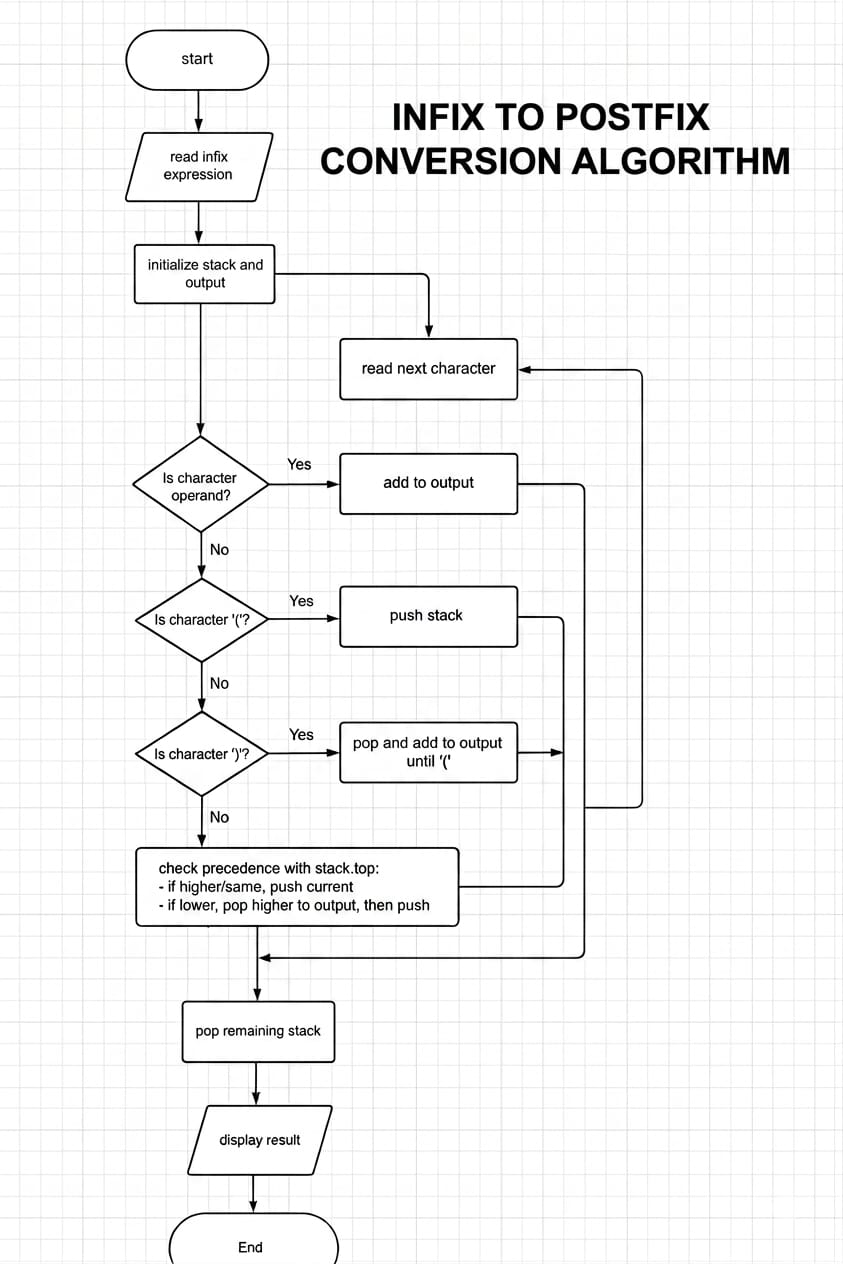 start
INFIX TO POSTFIX
CONVERSION ALGORITHM
read infix
expression
initialize stack and
output
read next character
Is character
operand?
Yes
add to output
No
Is character '('?
Yes
push stack
No
Is character ')'?
Yes
pop and add to output
until '('
No
check precedence with stack.top:
- if higher/same, push current
- if lower, pop higher to output, then push
pop remaining stack
display result
End